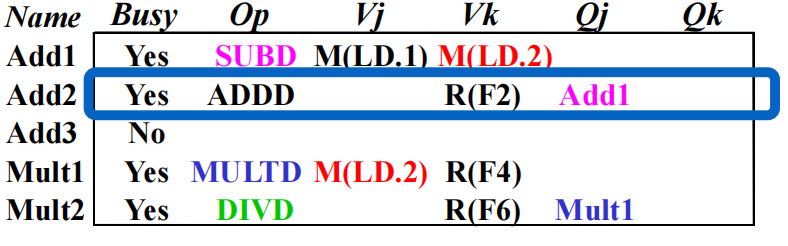 Name Busy Op Vj Vk Qj Qk
Add1 Yes SUBD M(LD.1) M(LD.2)
Add2 Yes ADDD R(F2) Add1
Add3 No
Mult1 Yes MULTD M(LD.2) R(F4)
Mult2 Yes DIVD R(F6) Mult1